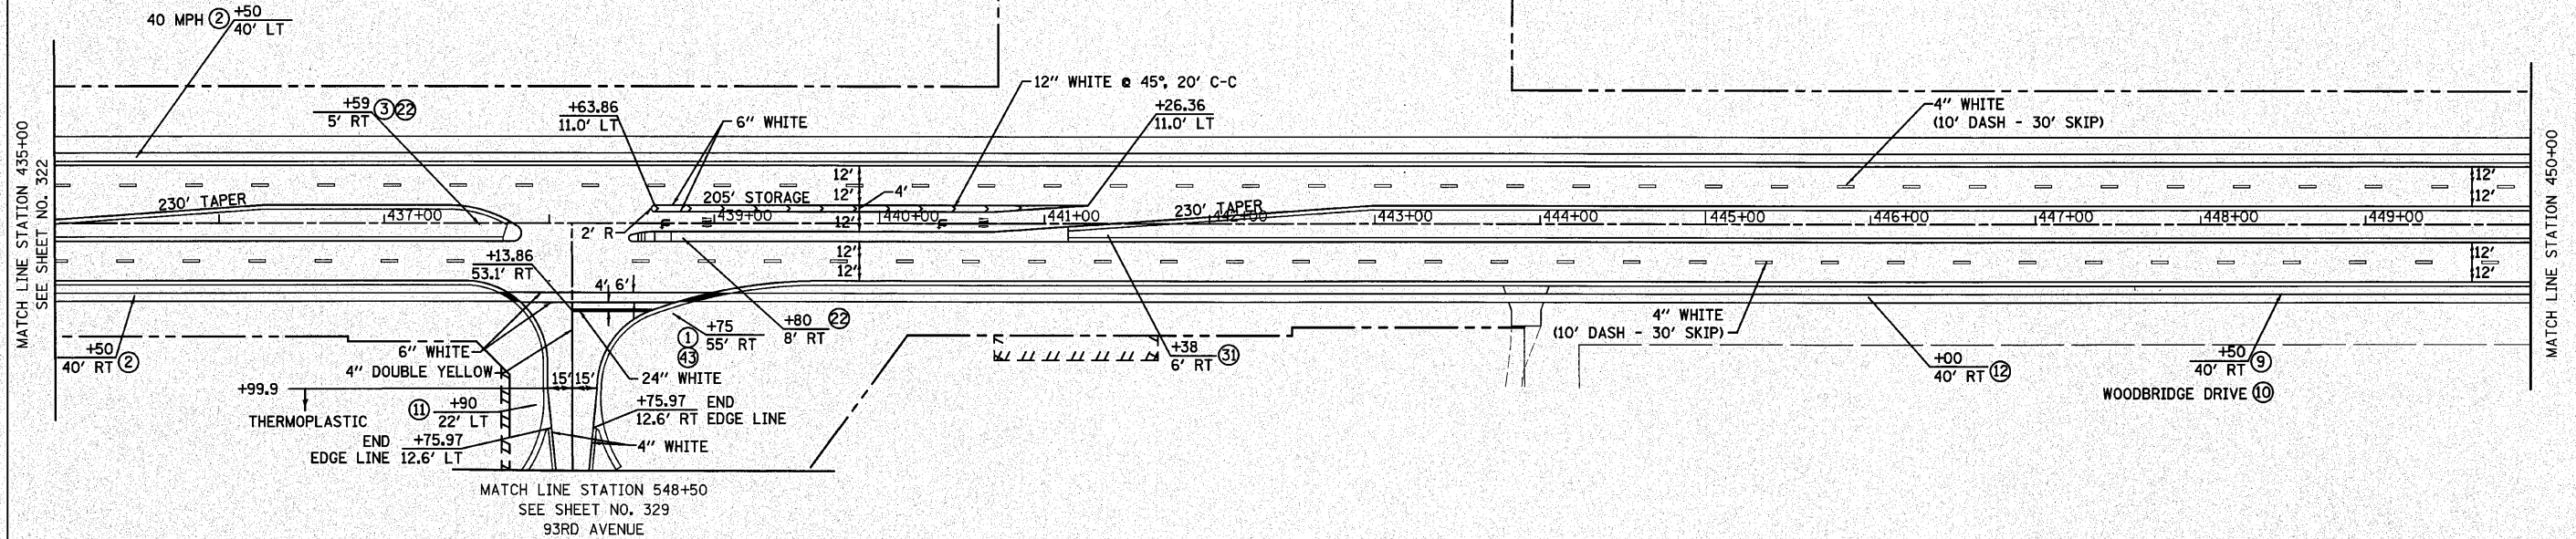 40 MPH ② +50
40' LT
12" WHITE @ 45°, 20' C-C
+59 ③㉒
5' RT
+63.86
11.0' LT
6" WHITE
+26.36
11.0' LT
4" WHITE
(10' DASH - 30' SKIP)
MATCH LINE STATION 435+00
SEE SHEET NO. 322
MATCH LINE STATION 450+00
12'
12'
4'
12'
12'
12'
12'
12'
12'
12'
230' TAPER
205' STORAGE
230' TAPER
437+00
439+00
440+00
441+00
442+00
443+00
444+00
445+00
446+00
447+00
448+00
449+00
2' R
+13.86
53.1' RT
4' 6'
+50
40' RT ②
6" WHITE
4" DOUBLE YELLOW
① +75
㊸ 55' RT
+80 ㉒
8' RT
+38 ㉛
6' RT
4" WHITE
(10' DASH - 30' SKIP)
+00
40' RT ⑫
+50
40' RT ⑨
WOODBRIDGE DRIVE ⑩
24" WHITE
+99.9
15' 15'
THERMOPLASTIC
⑪ +90
22' LT
+75.97 END
12.6' RT EDGE LINE
END +75.97
EDGE LINE 12.6' LT
4" WHITE
MATCH LINE STATION 548+50
SEE SHEET NO. 329
93RD AVENUE